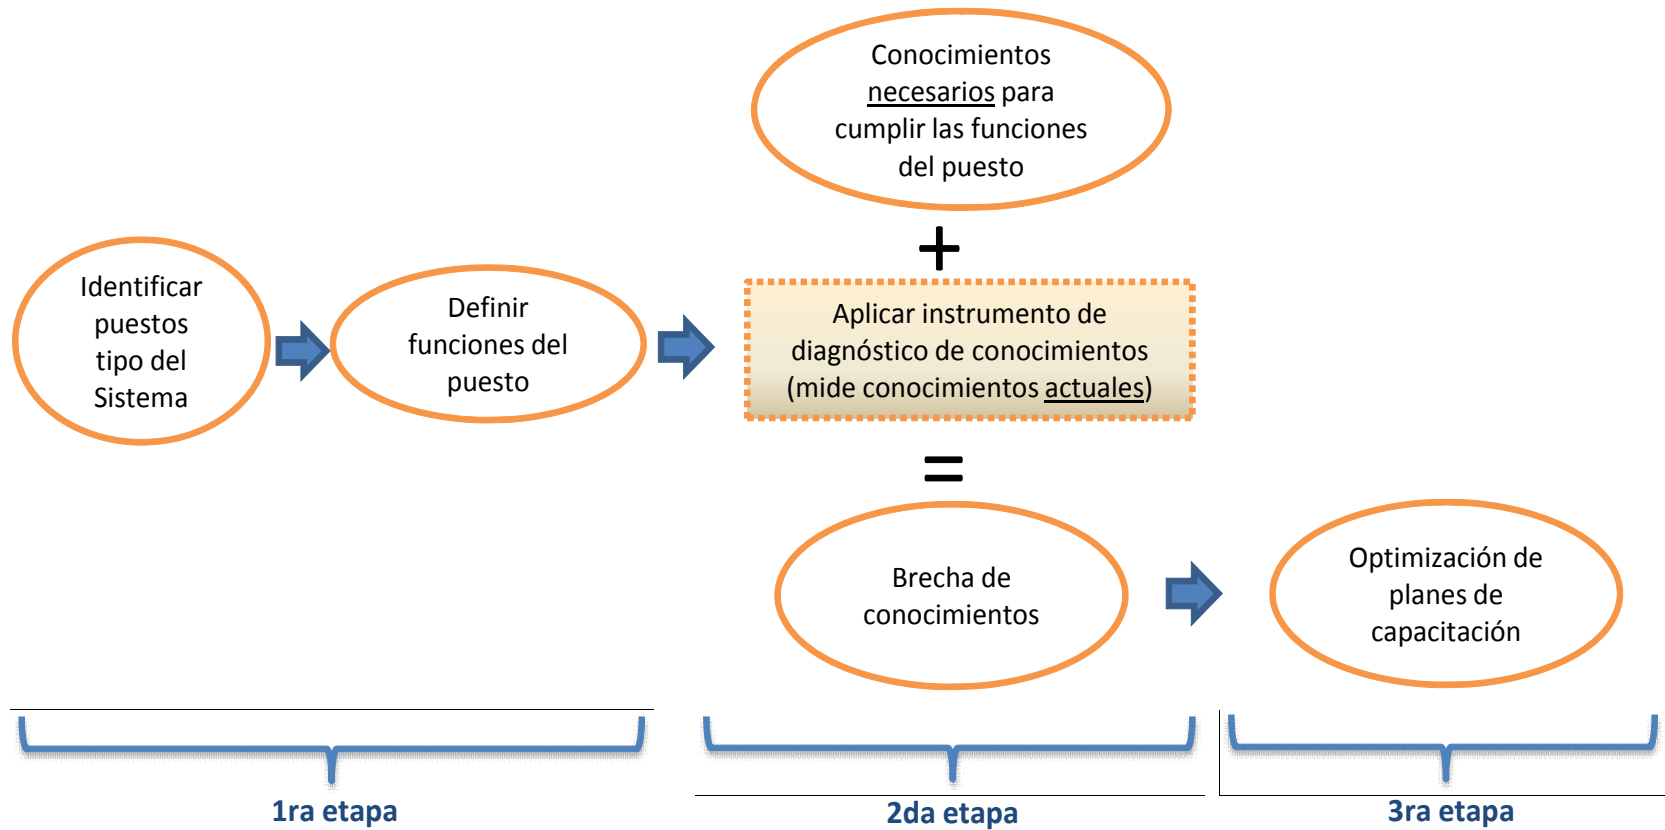 Conocimientos
necesarios para
cumplir las funciones
del puesto
+
Identificar
puestos
tipo del
Sistema
Definir
funciones del
puesto
Aplicar instrumento de
diagnóstico de conocimientos
(mide conocimientos actuales)
=
Brecha de
conocimientos
Optimización de
planes de
capacitación
1ra etapa
2da etapa
3ra etapa